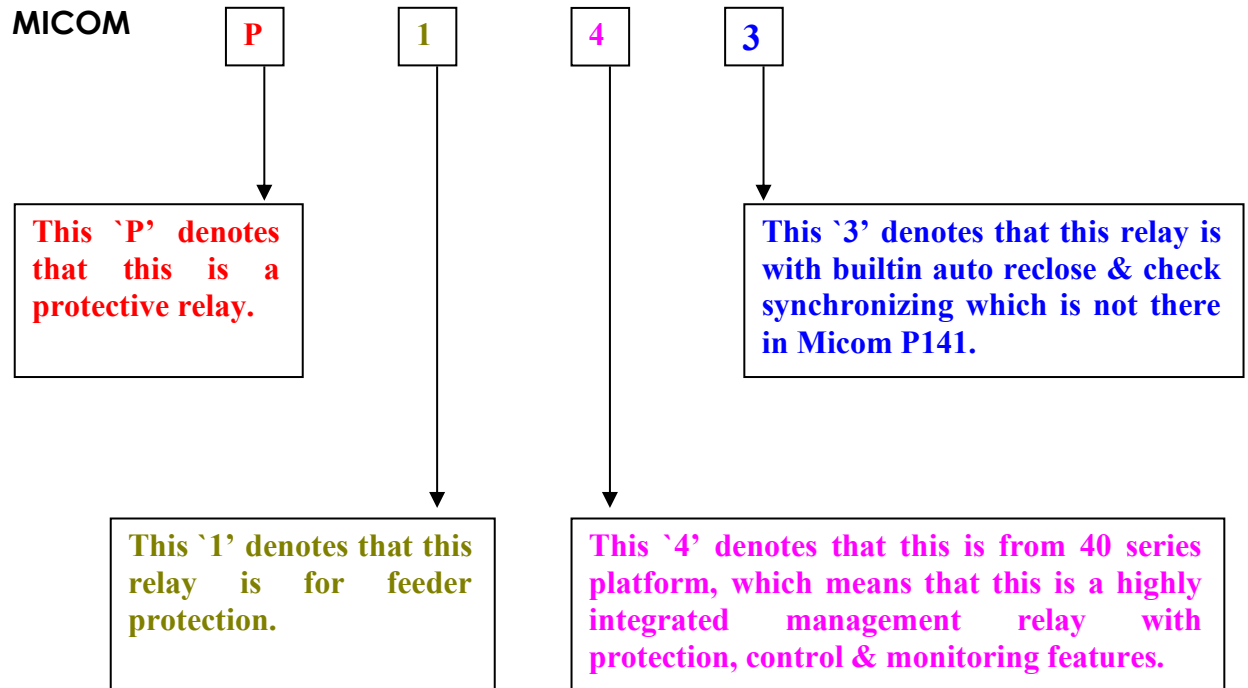 MICOM
P 1 4 3
This `P’ denotes
that this is a
protective relay.
This `3’ denotes that this relay is
with builtin auto reclose & check
synchronizing which is not there
in Micom P141.
This `1’ denotes that this
relay is for feeder
protection.
This `4’ denotes that this is from 40 series
platform, which means that this is a highly
integrated management relay with
protection, control & monitoring features.